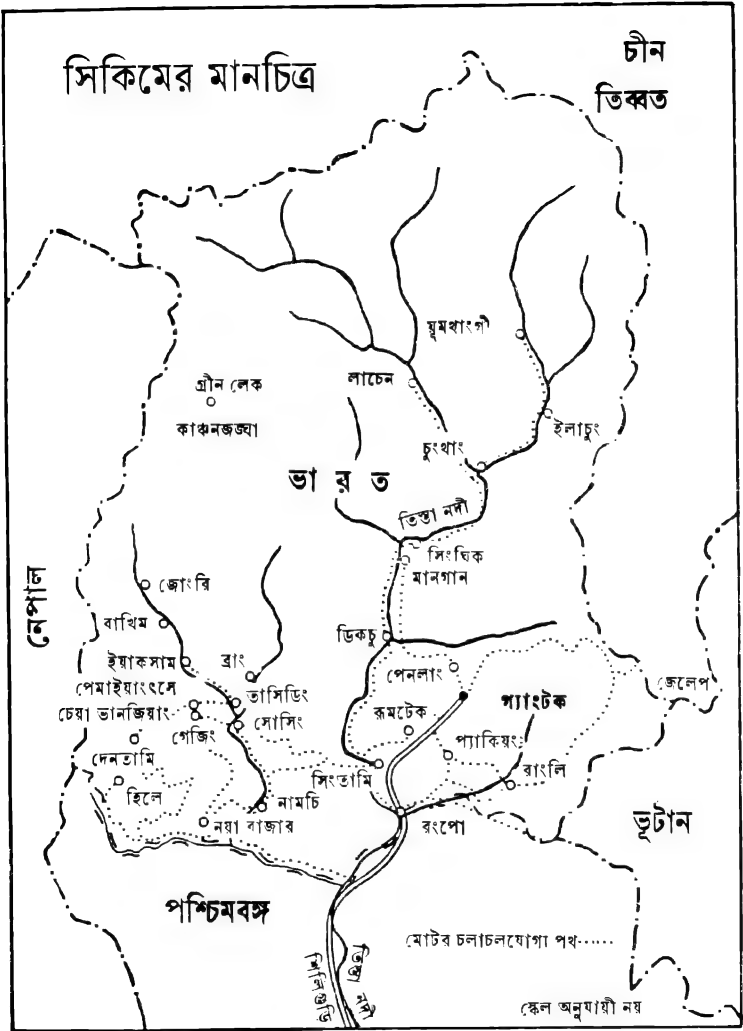 সিকিমের মানচিত্র
চীন
তিব্বত
য়ুমথাংগী
লাচেন
গ্রীন লেক
কাঞ্চনজঙ্ঘা
ইলাচুং
চুংথাং
ভারত
তিস্তা নদী
সিংঘিক
মানগান
নেপাল
জোংরি
বাখিম
ডিকচু
ইয়াকসাম
ব্রাং
পেনলাং
জেলেপ
পেমাইয়াংৎসে
তাসিডিং
গ্যাংটক
চেয়া ভানজিয়াং
সোসিং
রূমটেক
গেজিং
প্যাকিয়ং
দেনতামি
সিংতামি
রাংলি
হিলে
নামচি
নয়া বাজার
রংপো
ভূটান
পশ্চিমবঙ্গ
মোটর চলাচলযোগ্য পথ......
শিলিগুড়ি
তিস্তা নদী
স্কেল অনুযায়ী নয়